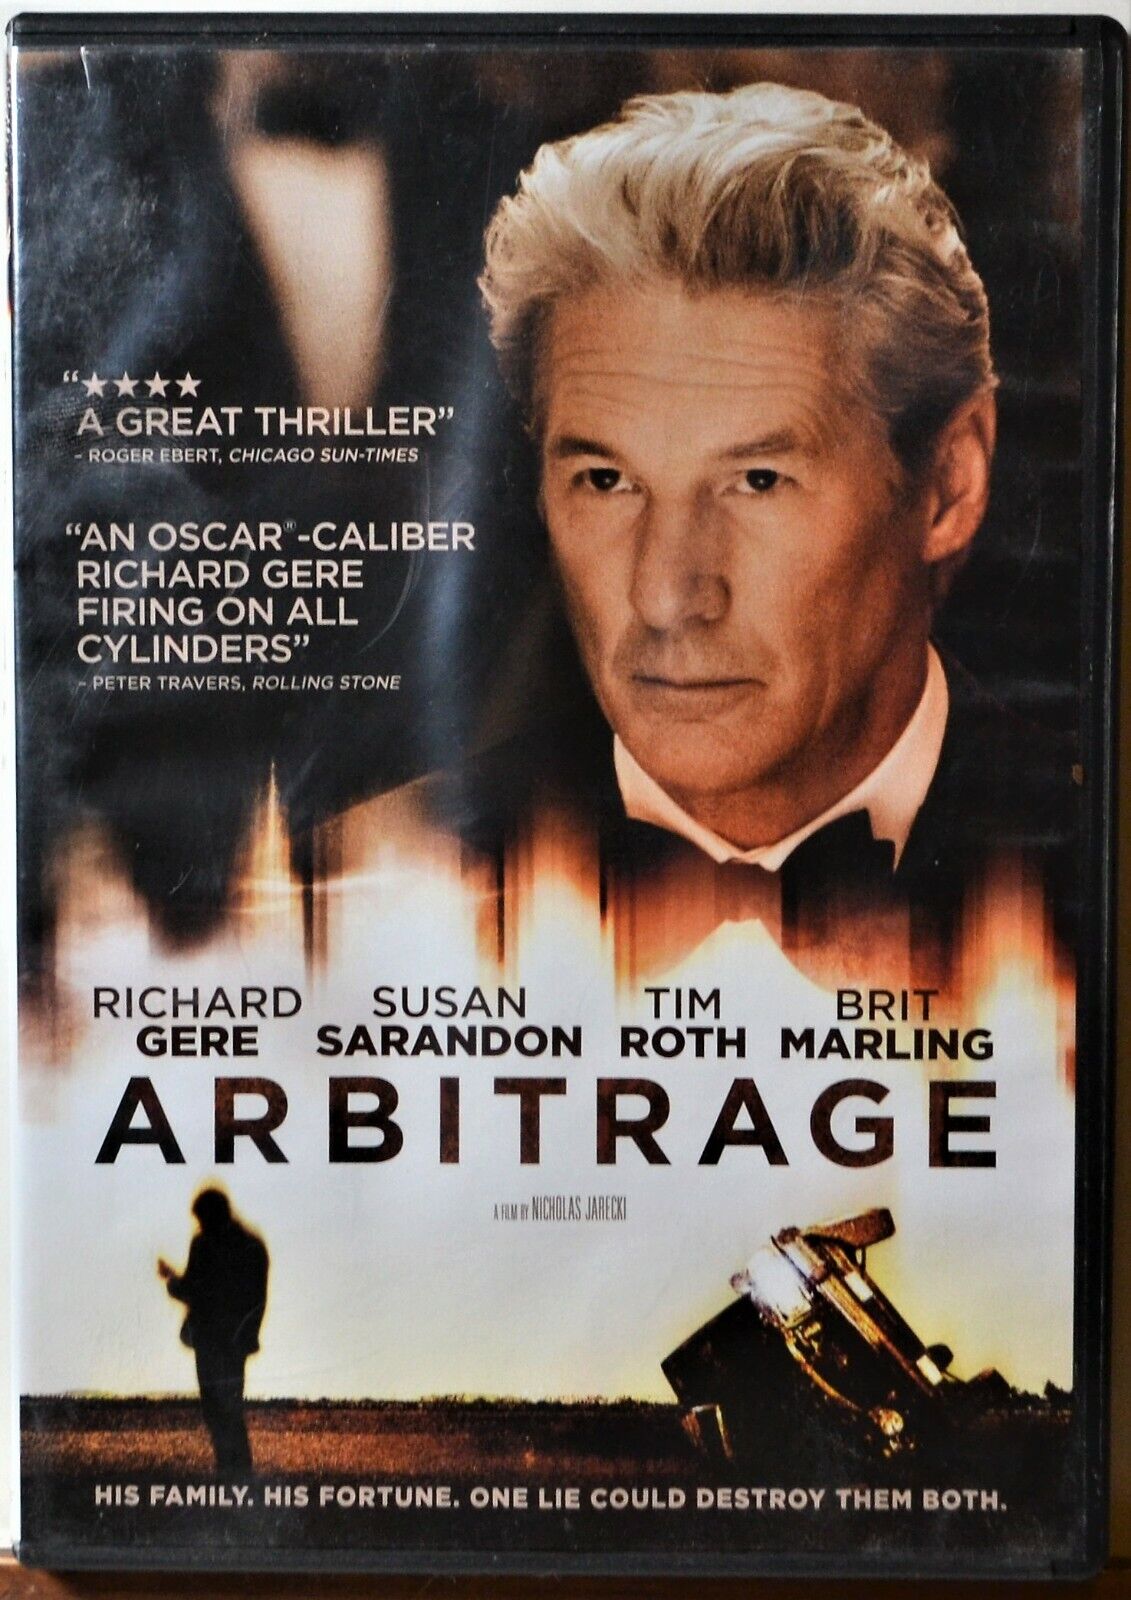 “★★★★
A GREAT THRILLER”
– ROGER EBERT, CHICAGO SUN-TIMES
“AN OSCAR®-CALIBER
RICHARD GERE
FIRING ON ALL
CYLINDERS”
– PETER TRAVERS, ROLLING STONE
RICHARD GERE SUSAN SARANDON TIM ROTH BRIT MARLING
ARBITRAGE
A FILM BY NICHOLAS JARECKI
HIS FAMILY. HIS FORTUNE. ONE LIE COULD DESTROY THEM BOTH.